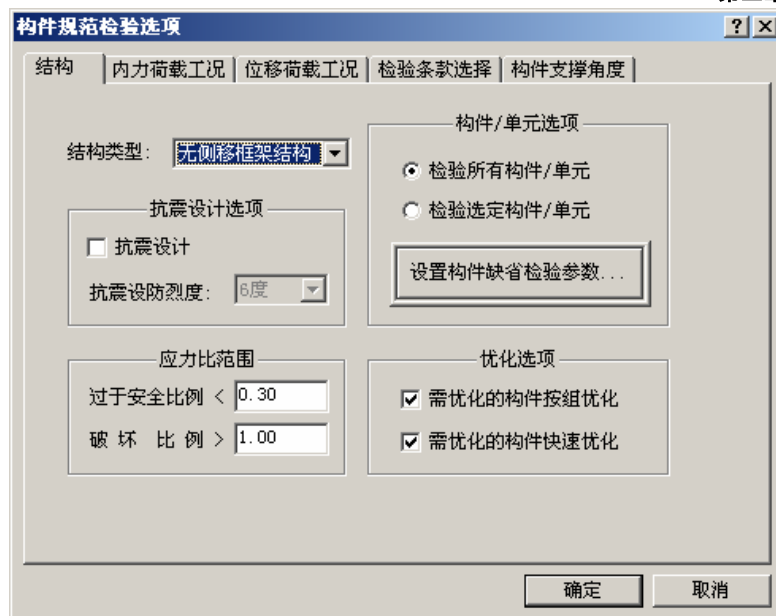 构件规范检验选项
结构 内力荷载工况 位移荷载工况 检验条款选择 构件支撑角度
结构类型: 无侧移框架结构
抗震设计选项
抗震设计
抗震设防烈度: 6度
应力比范围
过于安全比例 < 0.30
破 坏 比 例 > 1.00
构件/单元选项
检验所有构件/单元
检验选定构件/单元
设置构件缺省检验参数...
优化选项
需优化的构件按组优化
需优化的构件快速优化
确定 取消